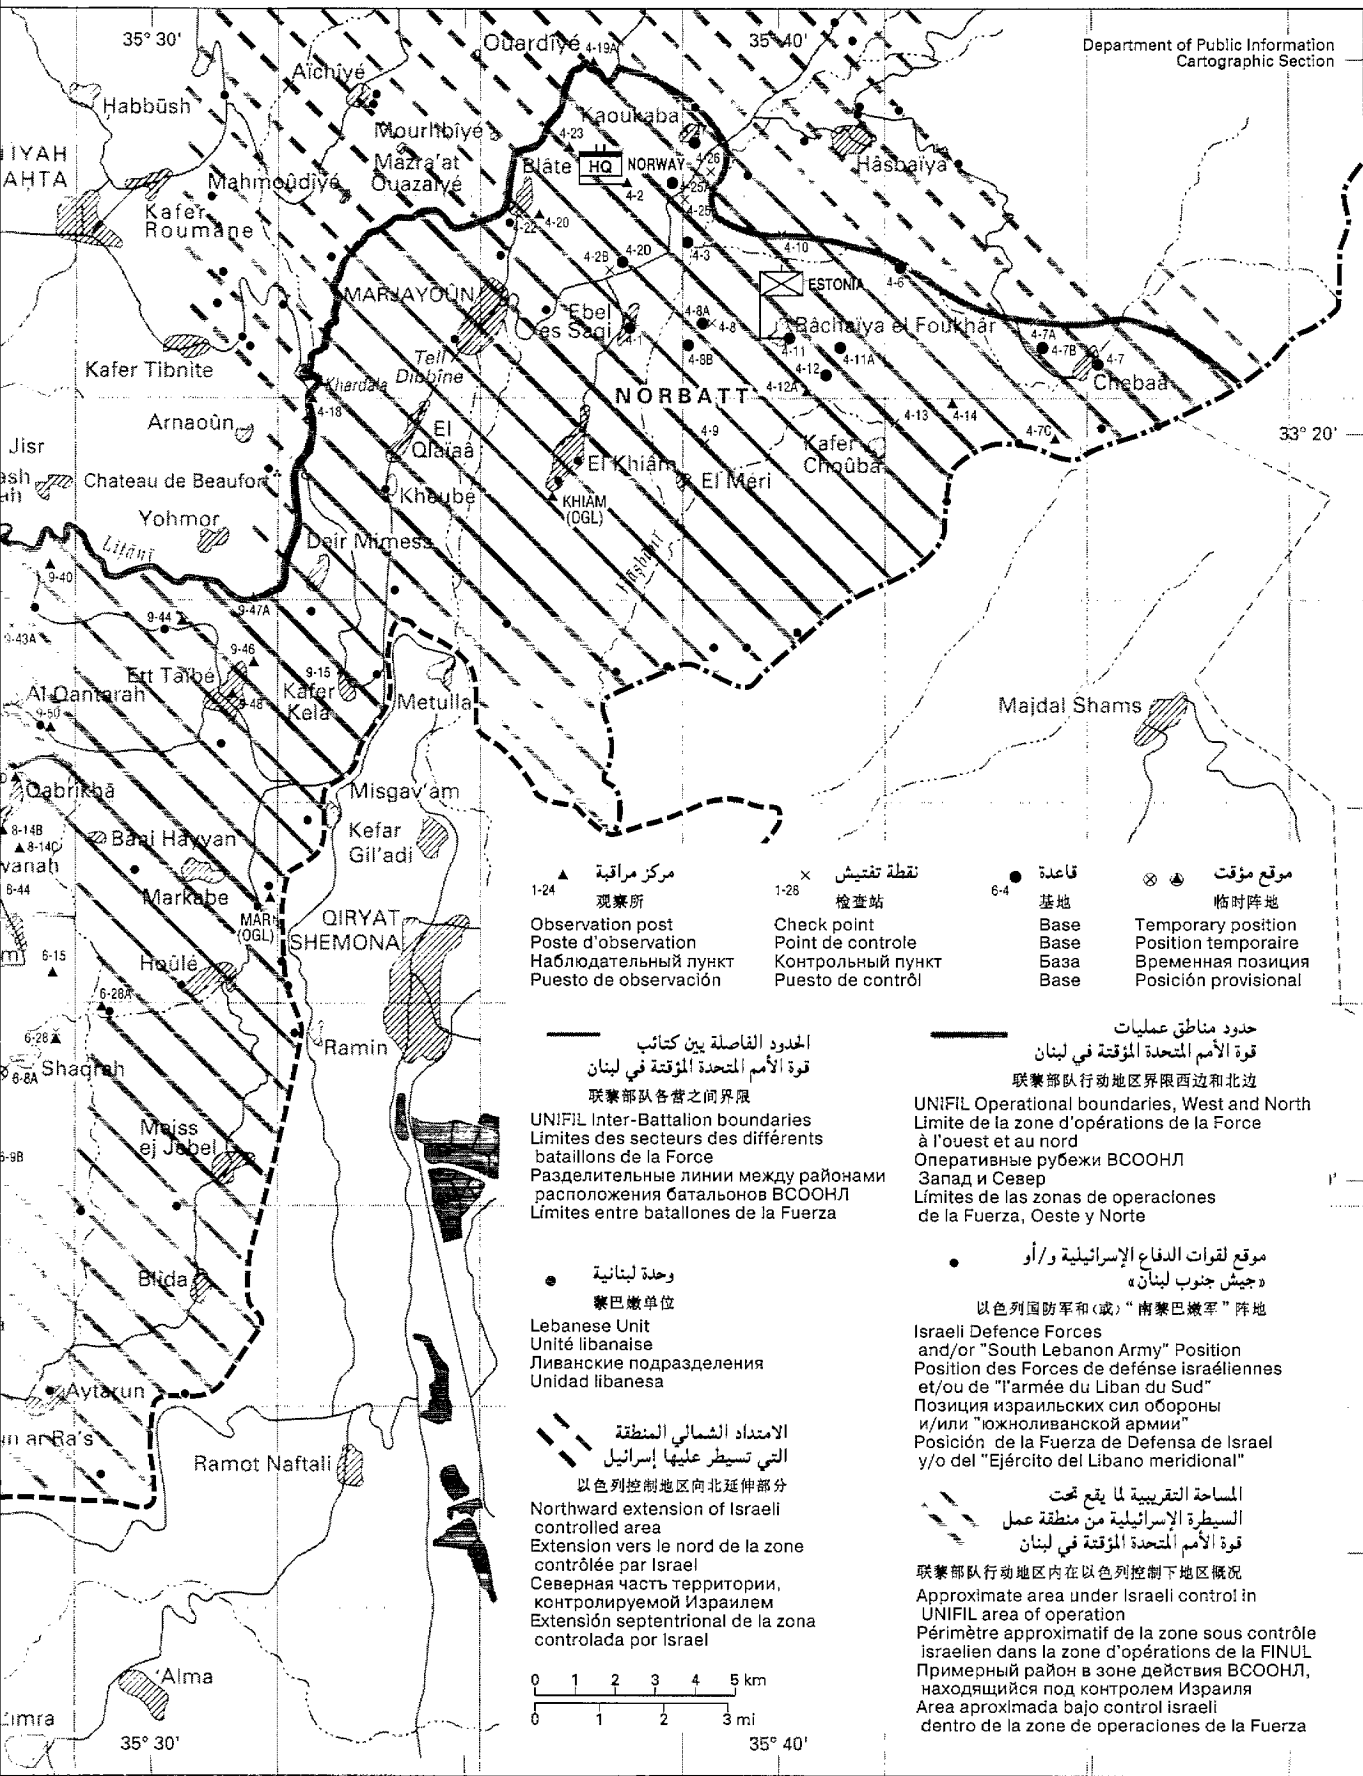 35° 30'
Ouardîyé
4-19A
35° 40'
Department of Public Information
Cartographic Section
Aïchîyé
Ḥabbūsh
Kaoukaba
Mourhbîyé
4-23
4-26
HQ
NORWAY
Blâte
Hâsbaïya
Mazra'at
Ouazaîyé
IYAH
AḤTA
Mahmoûdîyé
4-2
4-25A
4-25
Kafer
Roumâne
4-22
4-20
4-10
4-3
4-2B
4-2D
4-6
ESTONIA
MARJAYOÛN
Ebel
es Saqi
4-1
4-8A
4-8
4-8B
Râchaïya el Foukhâr
4-11
4-11A
4-7A
4-7B
4-7
Chebaa
Tell
Dibbîne
Kafer Tibnite
Khardala
4-18
4-12
4-12A
NORBATT
4-13
4-14
4-7C
Arnaoûn
El
Qlaïaâ
4-9
Kafer
Choûba
33° 20'
Jisr
El Khiâm
El Meri
Chateau de Beaufort
Kheubé
KHIAM
(OGL)
Yohmor
Deir Mimess
Litani
9-40
9-47A
9-44
9-43A
9-46
9-15
Ett Taïbé
9-48
Kafer
Kela
Metulla
Al Qantarah
9-50
Majdal Shams
Qabrikhā
Misgav'am
8-14B
8-14C
Bani Hayyan
Kefar
Gil'adi
vanah
6-44
Markabe
MAR
(OGL)
QIRYAT
SHEMONA
6-15
Hoûlé
6-28A
6-28
Ramin
6-8A
Shaqrah
Meiss
ej Jebel
6-9B
Blida
Aytarun
un ar Ra's
Ramot Naftali
'Alma
Zimra
35° 30'
35° 40'
مركز مراقبة
1-24
观察所
Observation post
Poste d'observation
Наблюдательный пункт
Puesto de observación
نقطة تفتيش
1-26
检查站
Check point
Point de controle
Контрольный пункт
Puesto de contrôl
قاعدة
6-4
基地
Base
Base
База
Base
موقع مؤقت
临时阵地
Temporary position
Position temporaire
Временная позиция
Posición provisional
الحدود الفاصلة بين كتائب
قوة الأمم المتحدة المؤقتة في لبنان
联黎部队各营之间界限
UNIFIL Inter-Battalion boundaries
Limites des secteurs des différents
bataillons de la Force
Разделительные линии между районами
расположения батальонов ВСООНЛ
Límites entre batallones de la Fuerza
حدود مناطق عمليات
قوة الأمم المتحدة المؤقتة في لبنان
联黎部队行动地区界限西边和北边
UNIFIL Operational boundaries, West and North
Limite de la zone d'opérations de la Force
à l'ouest et au nord
Оперативные рубежи ВСООНЛ
Запад и Север
Límites de las zonas de operaciones
de la Fuerza, Oeste y Norte
وحدة لبنانية
黎巴嫩单位
Lebanese Unit
Unité libanaise
Ливанские подразделения
Unidad libanesa
موقع لقوات الدفاع الإسرائيلية و/أو
«جيش جنوب لبنان»
以色列国防军和(或)“南黎巴嫩军”阵地
Israeli Defence Forces
and/or "South Lebanon Army" Position
Position des Forces de defénse israéliennes
et/ou de "l'armée du Liban du Sud"
Позиция израильских сил обороны
и/или "южноливанской армии"
Posición de la Fuerza de Defensa de Israel
y/o del "Ejército del Libano meridional"
الامتداد الشمالي المنطقة
التي تسيطر عليها إسرائيل
以色列控制地区向北延伸部分
Northward extension of Israeli
controlled area
Extension vers le nord de la zone
contrôlée par Israel
Северная часть территории,
контролируемой Израилем
Extensión septentrional de la zona
controlada por Israel
المساحة التقريبية لما يقع تحت
السيطرة الإسرائيلية من منطقة عمل
قوة الأمم المتحدة المؤقتة في لبنان
联黎部队行动地区内在以色列控制下地区概况
Approximate area under Israeli control in
UNIFIL area of operation
Périmètre approximatif de la zone sous contrôle
israelien dans la zone d'opérations de la FINUL
Примерный район в зоне действия ВСООНЛ,
находящийся под контролем Израиля
Area aproximada bajo control israeli
dentro de la zone de operaciones de la Fuerza
0 1 2 3 4 5 km
0 1 2 3 mi